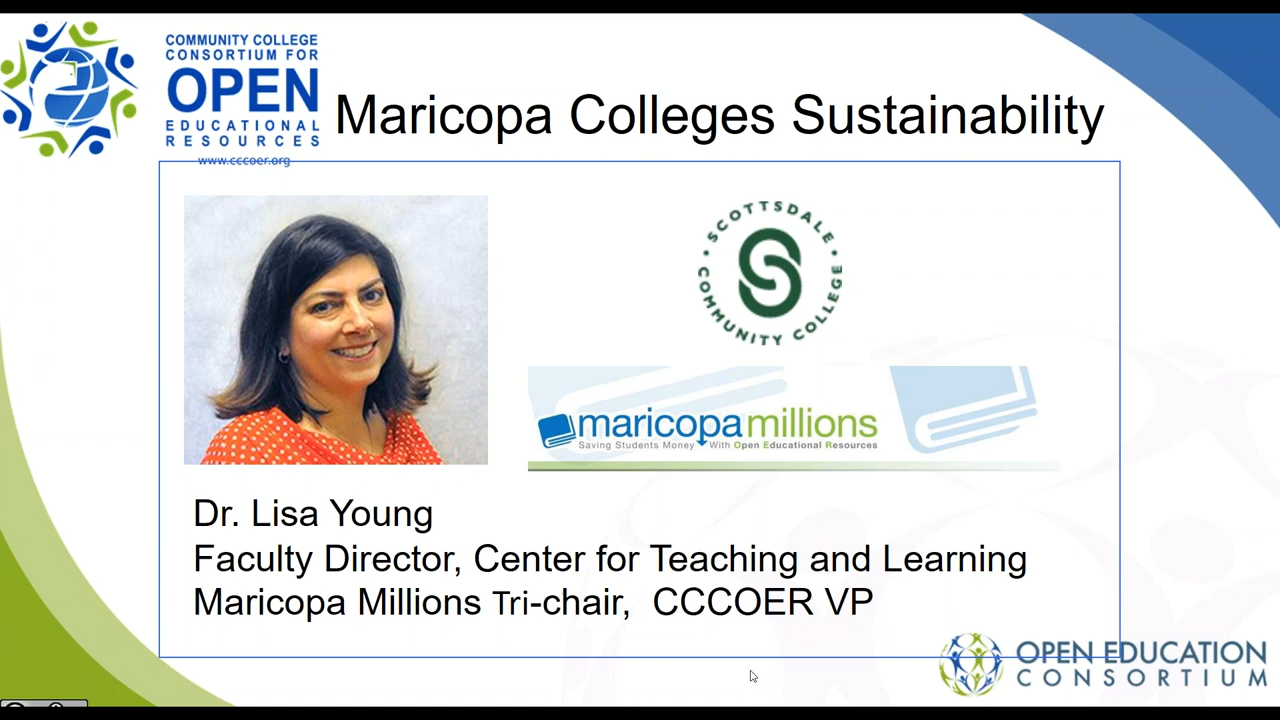 COMMUNITY COLLEGE
CONSORTIUM FOR
OPEN
EDUCATIONAL
RESOURCES
www.cccoer.org
Maricopa Colleges Sustainability
SCOTTSDALE
COMMUNITY COLLEGE
maricopa millions
Saving Students Money With Open Educational Resources
Dr. Lisa Young
Faculty Director, Center for Teaching and Learning
Maricopa Millions Tri-chair, CCCOER VP
OPEN EDUCATION
CONSORTIUM